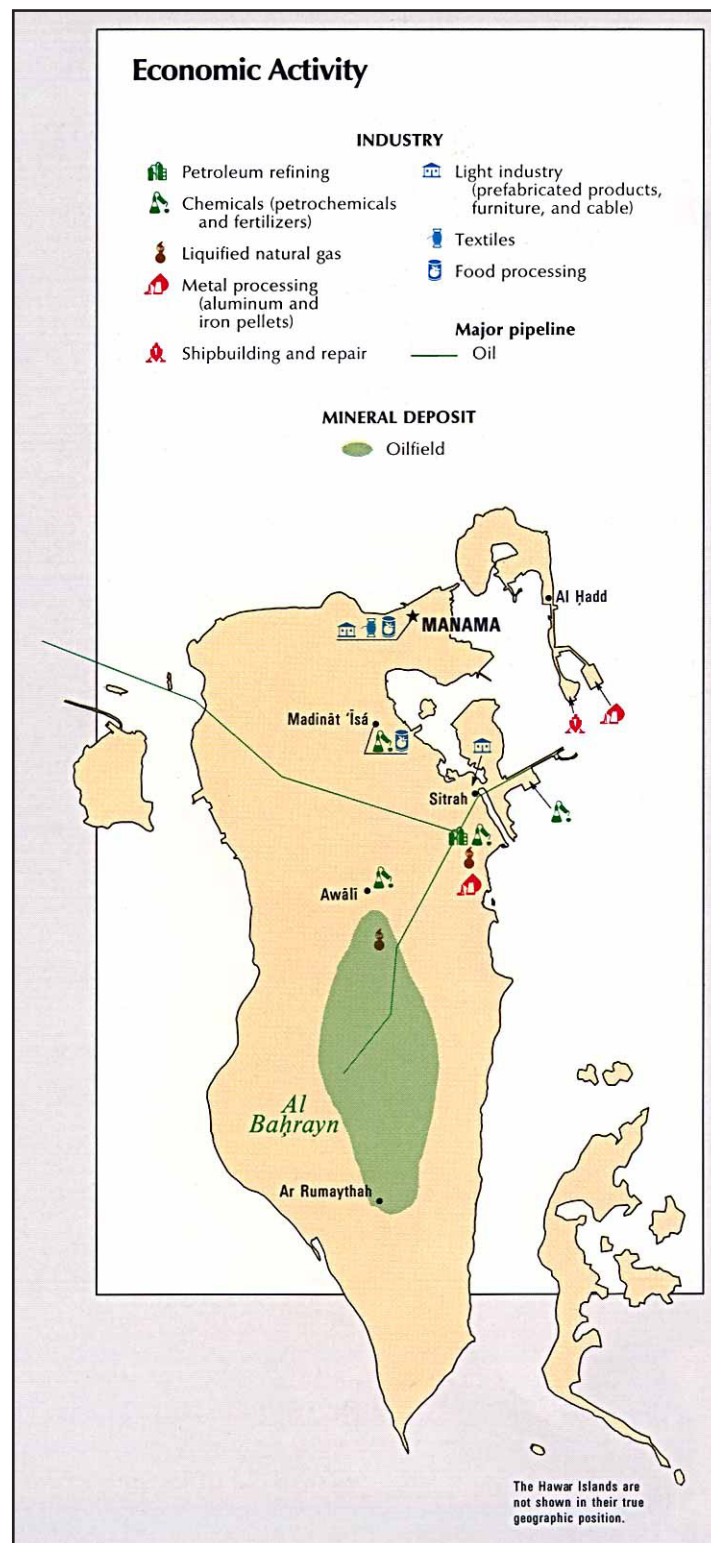 Economic Activity
INDUSTRY
Petroleum refining
Chemicals (petrochemicals
and fertilizers)
Liquified natural gas
Metal processing
(aluminum and
iron pellets)
Shipbuilding and repair
Light industry
(prefabricated products,
furniture, and cable)
Textiles
Food processing
Major pipeline
Oil
MINERAL DEPOSIT
Oilfield
Al Ḩadd
MANAMA
Madīnat ‘Īsá
Sitrah
Awālī
Al
Baḩrayn
Ar Rumaythah
The Hawar Islands are
not shown in their true
geographic position.